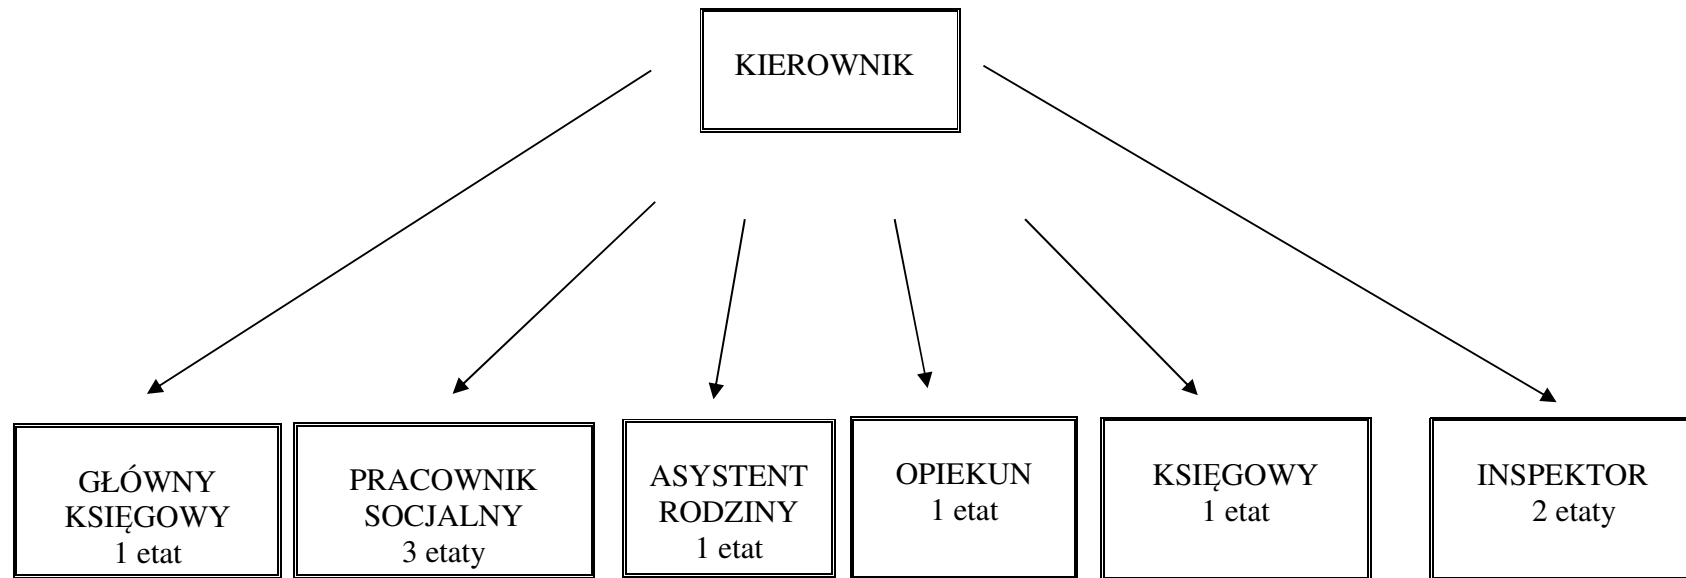 KIEROWNIK
GŁÓWNY
KSIĘGOWY
1 etat
PRACOWNIK
SOCJALNY
3 etaty
ASYSTENT
RODZINY
1 etat
OPIEKUN
1 etat
KSIĘGOWY
1 etat
INSPEKTOR
2 etaty